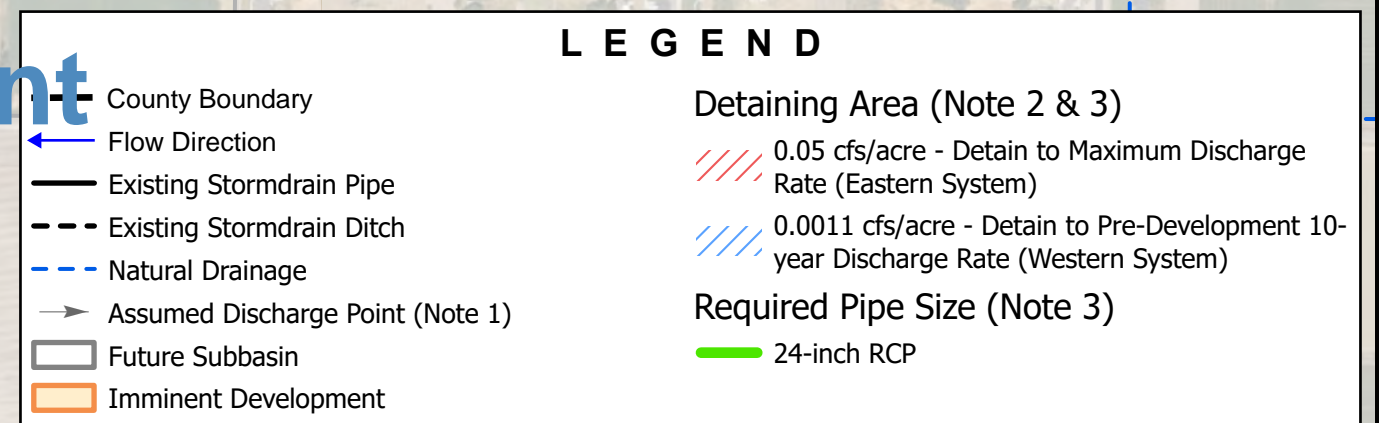 L E G E N D
nt
County Boundary
Flow Direction
Existing Stormdrain Pipe
Existing Stormdrain Ditch
Natural Drainage
Assumed Discharge Point (Note 1)
Future Subbasin
Imminent Development
Detaining Area (Note 2 & 3)
0.05 cfs/acre - Detain to Maximum Discharge
Rate (Eastern System)
0.0011 cfs/acre - Detain to Pre-Development 10-
year Discharge Rate (Western System)
Required Pipe Size (Note 3)
24-inch RCP